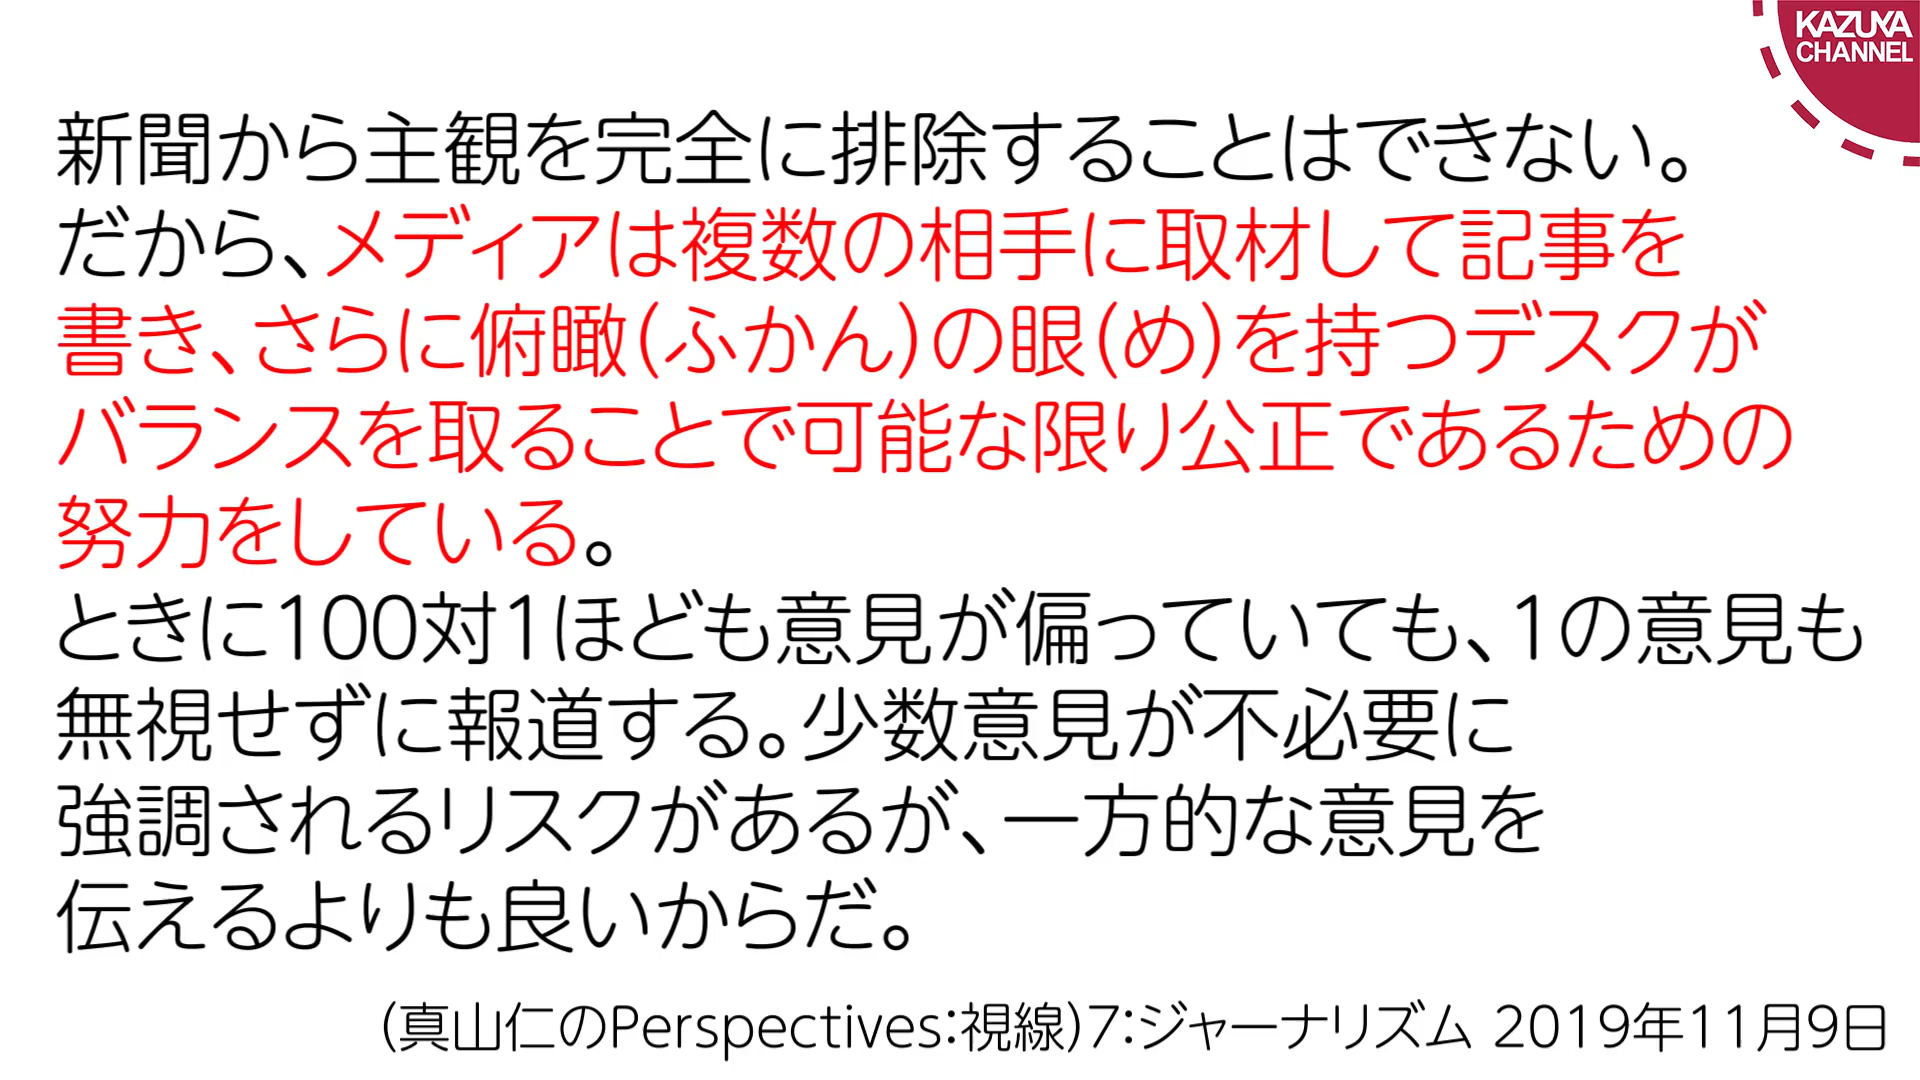 KAZUYA
CHANNEL
新聞から主観を完全に排除することはできない。
だから、メディアは複数の相手に取材して記事を
書き、さらに俯瞰(ふかん)の眼(め)を持つデスクが
バランスを取ることで可能な限り公正であるための
努力をしている。
ときに100対1ほども意見が偏っていても、1の意見も
無視せずに報道する。少数意見が不必要に
強調されるリスクがあるが、一方的な意見を
伝えるよりも良いからだ。
(真山仁のPerspectives:視線)7:ジャーナリズム 2019年11月9日